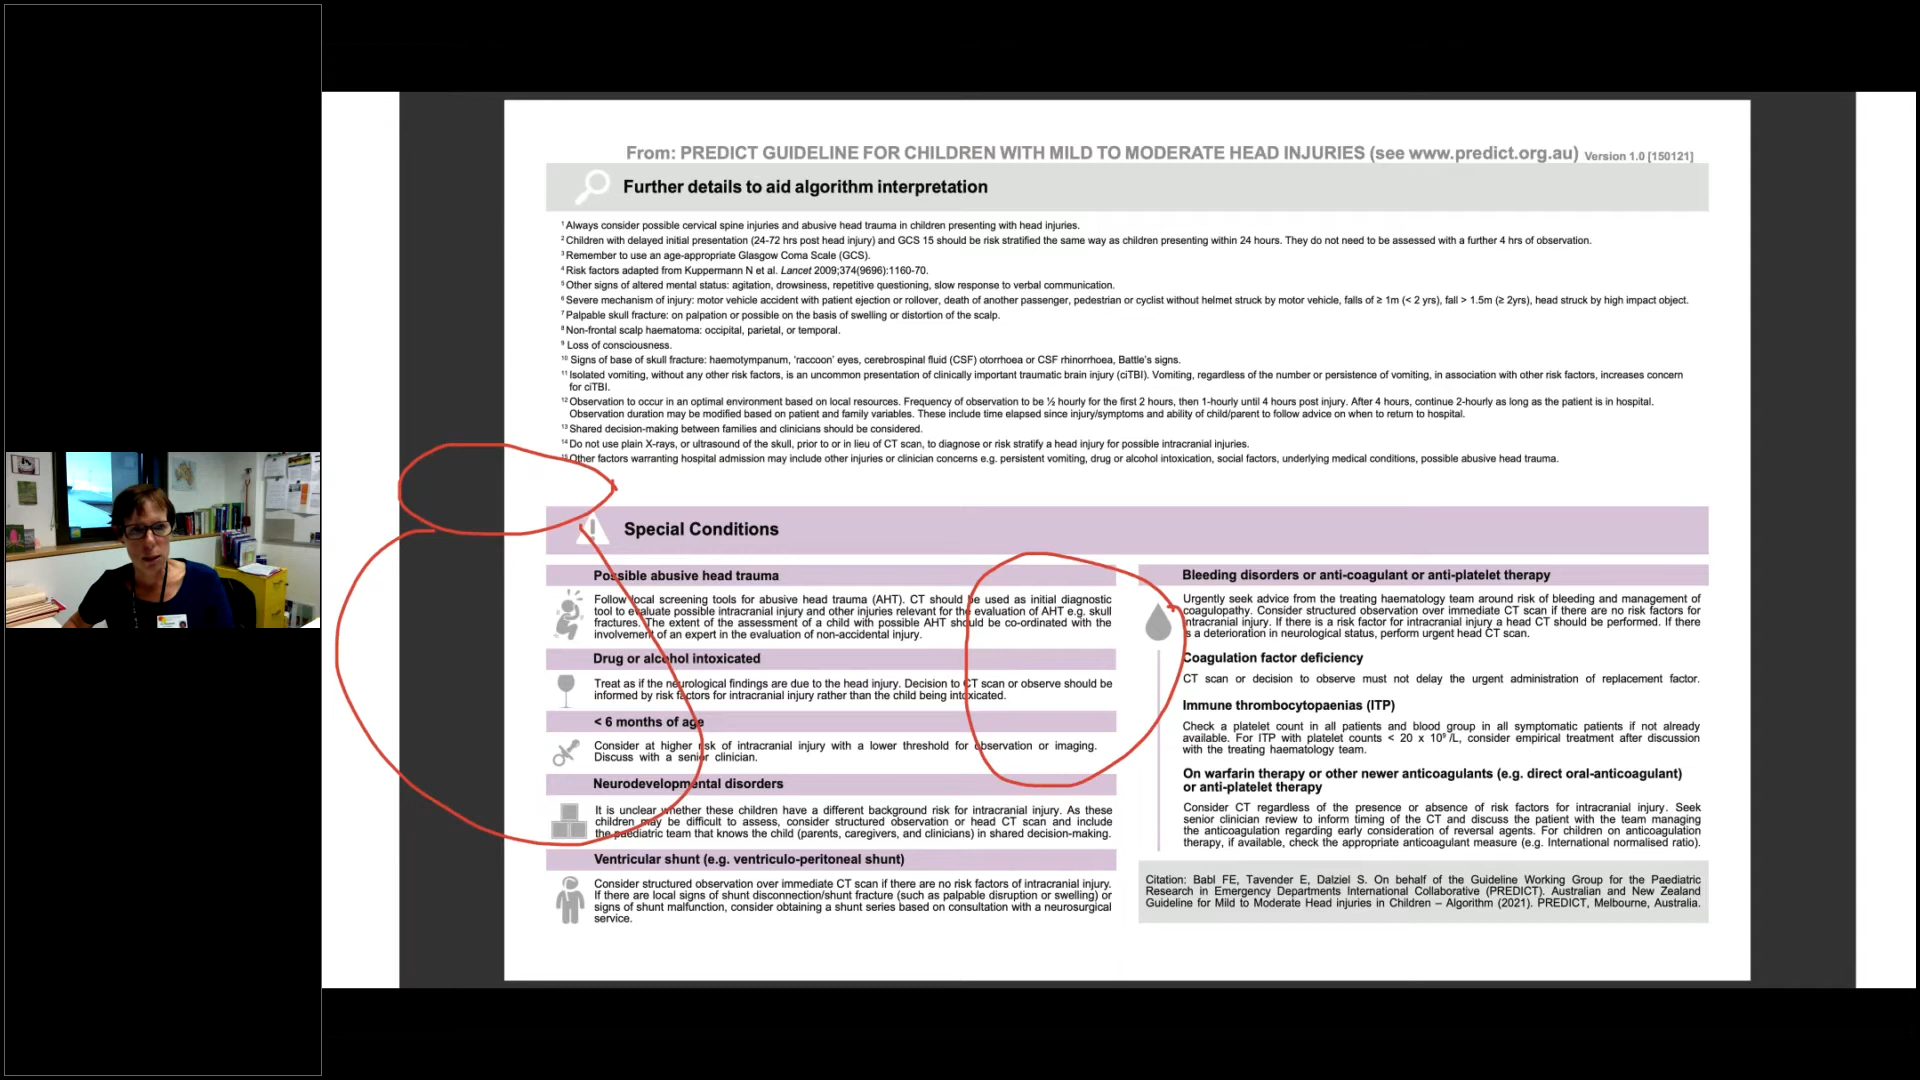 From: PREDICT GUIDELINE FOR CHILDREN WITH MILD TO MODERATE HEAD INJURIES (see www.predict.org.au) Version 1.0 [150121]
Further details to aid algorithm interpretation
1 Always consider possible cervical spine injuries and abusive head trauma in children presenting with head injuries.
2 Children with delayed initial presentation (24-72 hrs post head injury) and GCS 15 should be risk stratified the same way as children presenting within 24 hours. They do not need to be assessed with a further 4 hrs of observation.
3 Remember to use an age-appropriate Glasgow Coma Scale (GCS).
4 Risk factors adapted from Kuppermann N et al. Lancet 2009;374(9696):1160-70.
5 Other signs of altered mental status: agitation, drowsiness, repetitive questioning, slow response to verbal communication.
6 Severe mechanism of injury: motor vehicle accident with patient ejection or rollover, death of another passenger, pedestrian or cyclist without helmet struck by motor vehicle, falls of ≥ 1m (< 2 yrs), fall > 1.5m (≥ 2yrs), head struck by high impact object.
7 Palpable skull fracture: on palpation or possible on the basis of swelling or distortion of the scalp.
8 Non-frontal scalp haematoma: occipital, parietal, or temporal.
9 Loss of consciousness.
10 Signs of base of skull fracture: haemotympanum, 'raccoon' eyes, cerebrospinal fluid (CSF) otorrhoea or CSF rhinorrhoea, Battle's signs.
11 Isolated vomiting, without any other risk factors, is an uncommon presentation of clinically important traumatic brain injury (ciTBI). Vomiting, regardless of the number or persistence of vomiting, in association with other risk factors, increases concern
for ciTBI.
12 Observation to occur in an optimal environment based on local resources. Frequency of observation to be ½ hourly for the first 2 hours, then 1-hourly until 4 hours post injury. After 4 hours, continue 2-hourly as long as the patient is in hospital.
Observation duration may be modified based on patient and family variables. These include time elapsed since injury/symptoms and ability of child/parent to follow advice on when to return to hospital.
13 Shared decision-making between families and clinicians should be considered.
14 Do not use plain X-rays, or ultrasound of the skull, prior to or in lieu of CT scan, to diagnose or risk stratify a head injury for possible intracranial injuries.
15 Other factors warranting hospital admission may include other injuries or clinician concerns e.g. persistent vomiting, drug or alcohol intoxication, social factors, underlying medical conditions, possible abusive head trauma.
Special Conditions
Possible abusive head trauma
Follow local screening tools for abusive head trauma (AHT). CT should be used as initial diagnostic
tool to evaluate possible intracranial injury and other injuries relevant for the evaluation of AHT e.g. skull
fractures. The extent of the assessment of a child with possible AHT should be co-ordinated with the
involvement of an expert in the evaluation of non-accidental injury.
Drug or alcohol intoxicated
Treat as if the neurological findings are due to the head injury. Decision to CT scan or observe should be
informed by risk factors for intracranial injury rather than the child being intoxicated.
< 6 months of age
Consider at higher risk of intracranial injury with a lower threshold for observation or imaging.
Discuss with a senior clinician.
Neurodevelopmental disorders
It is unclear whether these children have a different background risk for intracranial injury. As these
children may be difficult to assess, consider structured observation or head CT scan and include
the paediatric team that knows the child (parents, caregivers, and clinicians) in shared decision-making.
Ventricular shunt (e.g. ventriculo-peritoneal shunt)
Consider structured observation over immediate CT scan if there are no risk factors of intracranial injury.
If there are local signs of shunt disconnection/shunt fracture (such as palpable disruption or swelling) or
signs of shunt malfunction, consider obtaining a shunt series based on consultation with a neurosurgical
service.
Bleeding disorders or anti-coagulant or anti-platelet therapy
Urgently seek advice from the treating haematology team around risk of bleeding and management of
coagulopathy. Consider structured observation over immediate CT scan if there are no risk factors for
intracranial injury. If there is a risk factor for intracranial injury a head CT should be performed. If there
is a deterioration in neurological status, perform urgent head CT scan.
Coagulation factor deficiency
CT scan or decision to observe must not delay the urgent administration of replacement factor.
Immune thrombocytopaenias (ITP)
Check a platelet count in all patients and blood group in all symptomatic patients if not already
available. For ITP with platelet counts < 20 x 10⁹ /L, consider empirical treatment after discussion
with the treating haematology team.
On warfarin therapy or other newer anticoagulants (e.g. direct oral-anticoagulant)
or anti-platelet therapy
Consider CT regardless of the presence or absence of risk factors for intracranial injury. Seek
senior clinician review to inform timing of the CT and discuss the patient with the team managing
the anticoagulation regarding early consideration of reversal agents. For children on anticoagulation
therapy, if available, check the appropriate anticoagulant measure (e.g. International normalised ratio).
Citation: Babl FE, Tavender E, Dalziel S. On behalf of the Guideline Working Group for the Paediatric
Research in Emergency Departments International Collaborative (PREDICT). Australian and New Zealand
Guideline for Mild to Moderate Head injuries in Children – Algorithm (2021). PREDICT, Melbourne, Australia.